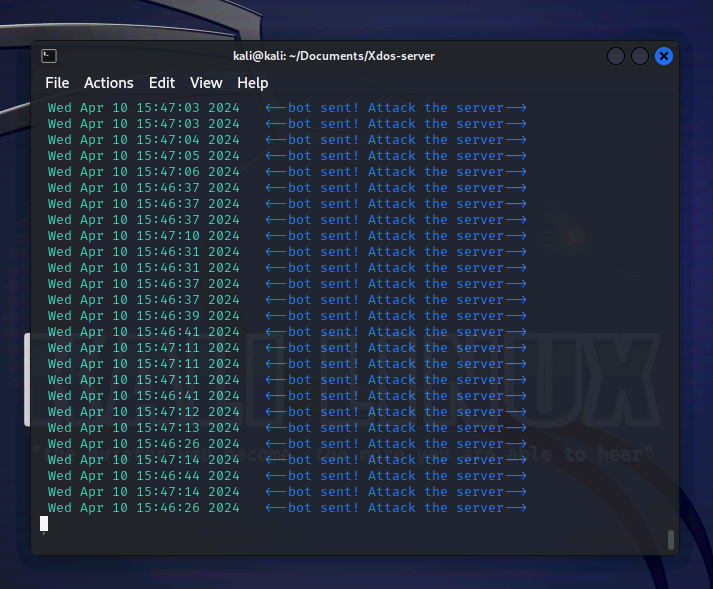 kali@kali: ~/Documents/Xdos-server
File Actions Edit View Help
Wed Apr 10 15:47:03 2024 <--bot sent! Attack the server-->
Wed Apr 10 15:47:03 2024 <--bot sent! Attack the server-->
Wed Apr 10 15:47:04 2024 <--bot sent! Attack the server-->
Wed Apr 10 15:47:05 2024 <--bot sent! Attack the server-->
Wed Apr 10 15:47:06 2024 <--bot sent! Attack the server-->
Wed Apr 10 15:46:37 2024 <--bot sent! Attack the server-->
Wed Apr 10 15:46:37 2024 <--bot sent! Attack the server-->
Wed Apr 10 15:46:37 2024 <--bot sent! Attack the server-->
Wed Apr 10 15:47:10 2024 <--bot sent! Attack the server-->
Wed Apr 10 15:46:31 2024 <--bot sent! Attack the server-->
Wed Apr 10 15:46:31 2024 <--bot sent! Attack the server-->
Wed Apr 10 15:46:37 2024 <--bot sent! Attack the server-->
Wed Apr 10 15:46:37 2024 <--bot sent! Attack the server-->
Wed Apr 10 15:46:39 2024 <--bot sent! Attack the server-->
Wed Apr 10 15:46:41 2024 <--bot sent! Attack the server-->
Wed Apr 10 15:47:11 2024 <--bot sent! Attack the server-->
Wed Apr 10 15:47:11 2024 <--bot sent! Attack the server-->
Wed Apr 10 15:47:11 2024 <--bot sent! Attack the server-->
Wed Apr 10 15:46:41 2024 <--bot sent! Attack the server-->
Wed Apr 10 15:47:12 2024 <--bot sent! Attack the server-->
Wed Apr 10 15:47:13 2024 <--bot sent! Attack the server-->
Wed Apr 10 15:46:26 2024 <--bot sent! Attack the server-->
Wed Apr 10 15:47:14 2024 <--bot sent! Attack the server-->
Wed Apr 10 15:46:44 2024 <--bot sent! Attack the server-->
Wed Apr 10 15:47:14 2024 <--bot sent! Attack the server-->
Wed Apr 10 15:46:26 2024 <--bot sent! Attack the server-->
able to hear"